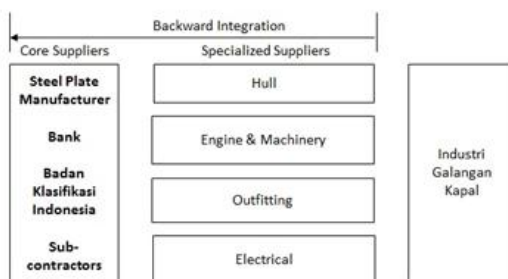 Backward Integration
Core Suppliers
Specialized Suppliers
Steel Plate
Manufacturer
Bank
Badan
Klasifikasi
Indonesia
Sub-
contractors
Hull
Engine & Machinery
Outfitting
Electrical
Industri
Galangan
Kapal